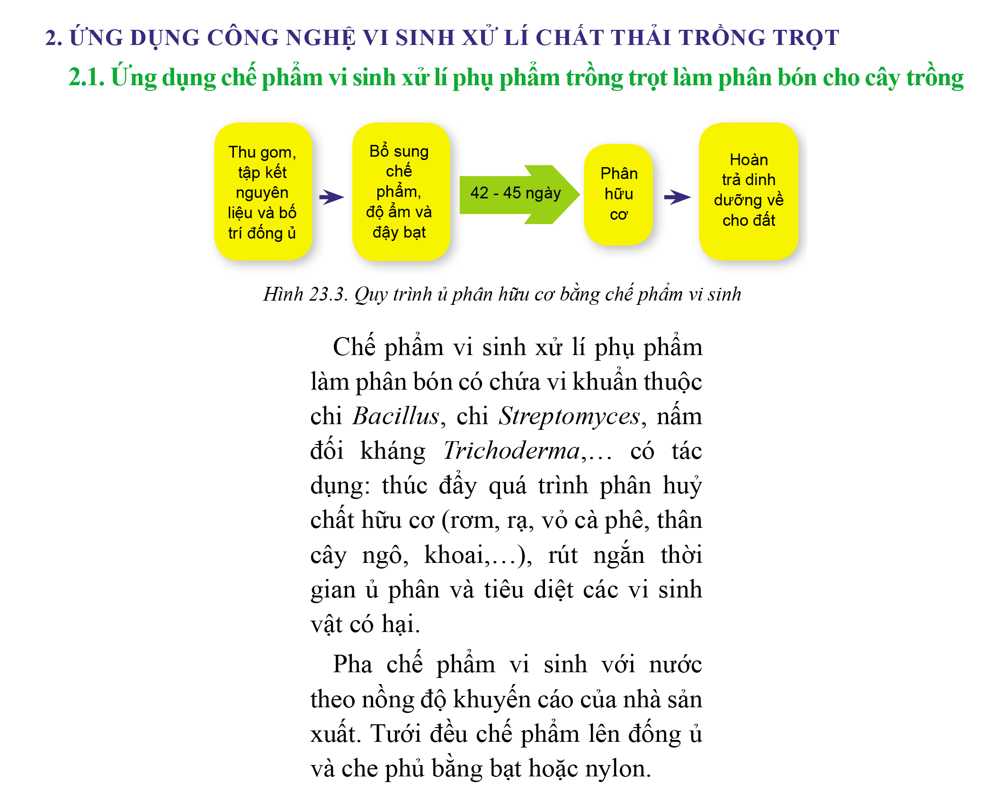 2. ỨNG DỤNG CÔNG NGHỆ VI SINH XỬ LÍ CHẤT THẢI TRỒNG TRỌT
2.1. Ứng dụng chế phẩm vi sinh xử lí phụ phẩm trồng trọt làm phân bón cho cây trồng
Thu gom,
tập kết
nguyên
liệu và bố
trí đống ủ
Bổ sung
chế
phẩm,
độ ẩm và
đậy bạt
42 - 45 ngày
Phân
hữu
cơ
Hoàn
trả dinh
dưỡng về
cho đất
Hình 23.3. Quy trình ủ phân hữu cơ bằng chế phẩm vi sinh
Chế phẩm vi sinh xử lí phụ phẩm
làm phân bón có chứa vi khuẩn thuộc
chi Bacillus, chi Streptomyces, nấm
đối kháng Trichoderma,… có tác
dụng: thúc đẩy quá trình phân huỷ
chất hữu cơ (rơm, rạ, vỏ cà phê, thân
cây ngô, khoai,…), rút ngắn thời
gian ủ phân và tiêu diệt các vi sinh
vật có hại.
Pha chế phẩm vi sinh với nước
theo nồng độ khuyến cáo của nhà sản
xuất. Tưới đều chế phẩm lên đống ủ
và che phủ bằng bạt hoặc nylon.